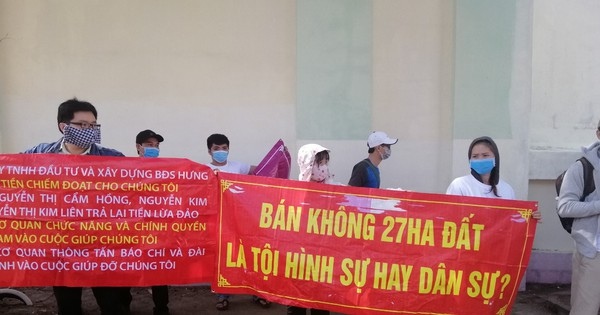 Y TNHH ĐẦU TƯ VÀ XÂY DỰNG BĐS HƯNG
TIỀN CHIẾM ĐOẠT CHO CHÚNG TÔI
NGUYỄN THỊ CẨM HỒNG, NGUYỄN KIM
YỄN THỊ KIM LIÊN TRẢ LẠI TIỀN LỪA ĐẢO
CƠ QUAN CHỨC NĂNG VÀ CHÍNH QUYỀN
LÀM VÀO CUỘC GIÚP CHÚNG TÔI
CƠ QUAN THÔNG TẤN BÁO CHÍ VÀ ĐÀI
NH VÀO CUỘC GIÚP ĐỠ CHÚNG TÔI
BÁN KHỐNG 27HA ĐẤT
LÀ TỘI HÌNH SỰ HAY DÂN SỰ?